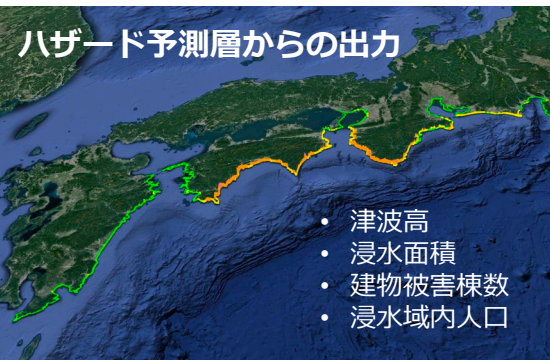 ハザード予測層からの出力
• 津波高
• 浸水面積
• 建物被害棟数
• 浸水域内人口